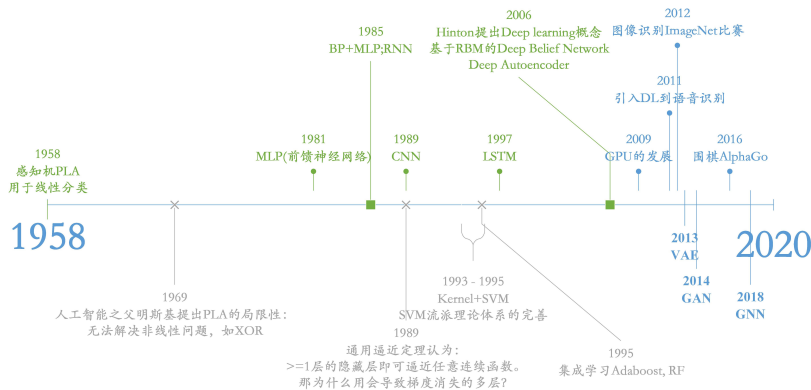 2006
Hinton提出Deep learning概念
基于RBM的Deep Belief Network
Deep Autoencoder
2012
图像识别ImageNet比赛
1985
BP+MLP;RNN
2011
引入DL到语音识别
1958
感知机PLA
用于线性分类
1981
MLP(前馈神经网络)
1989
CNN
1997
LSTM
2009
GPU的发展
2016
围棋AlphaGo
1958
2020
2013
VAE
2014
GAN
2018
GNN
1969
人工智能之父明斯基提出PLA的局限性:
无法解决非线性问题，如XOR
1993 - 1995
Kernel+SVM
SVM流派理论体系的完善
1989
通用逼近定理认为:
>=1层的隐藏层即可逼近任意连续函数。
那为什么用会导致梯度消失的多层?
1995
集成学习Adaboost, RF